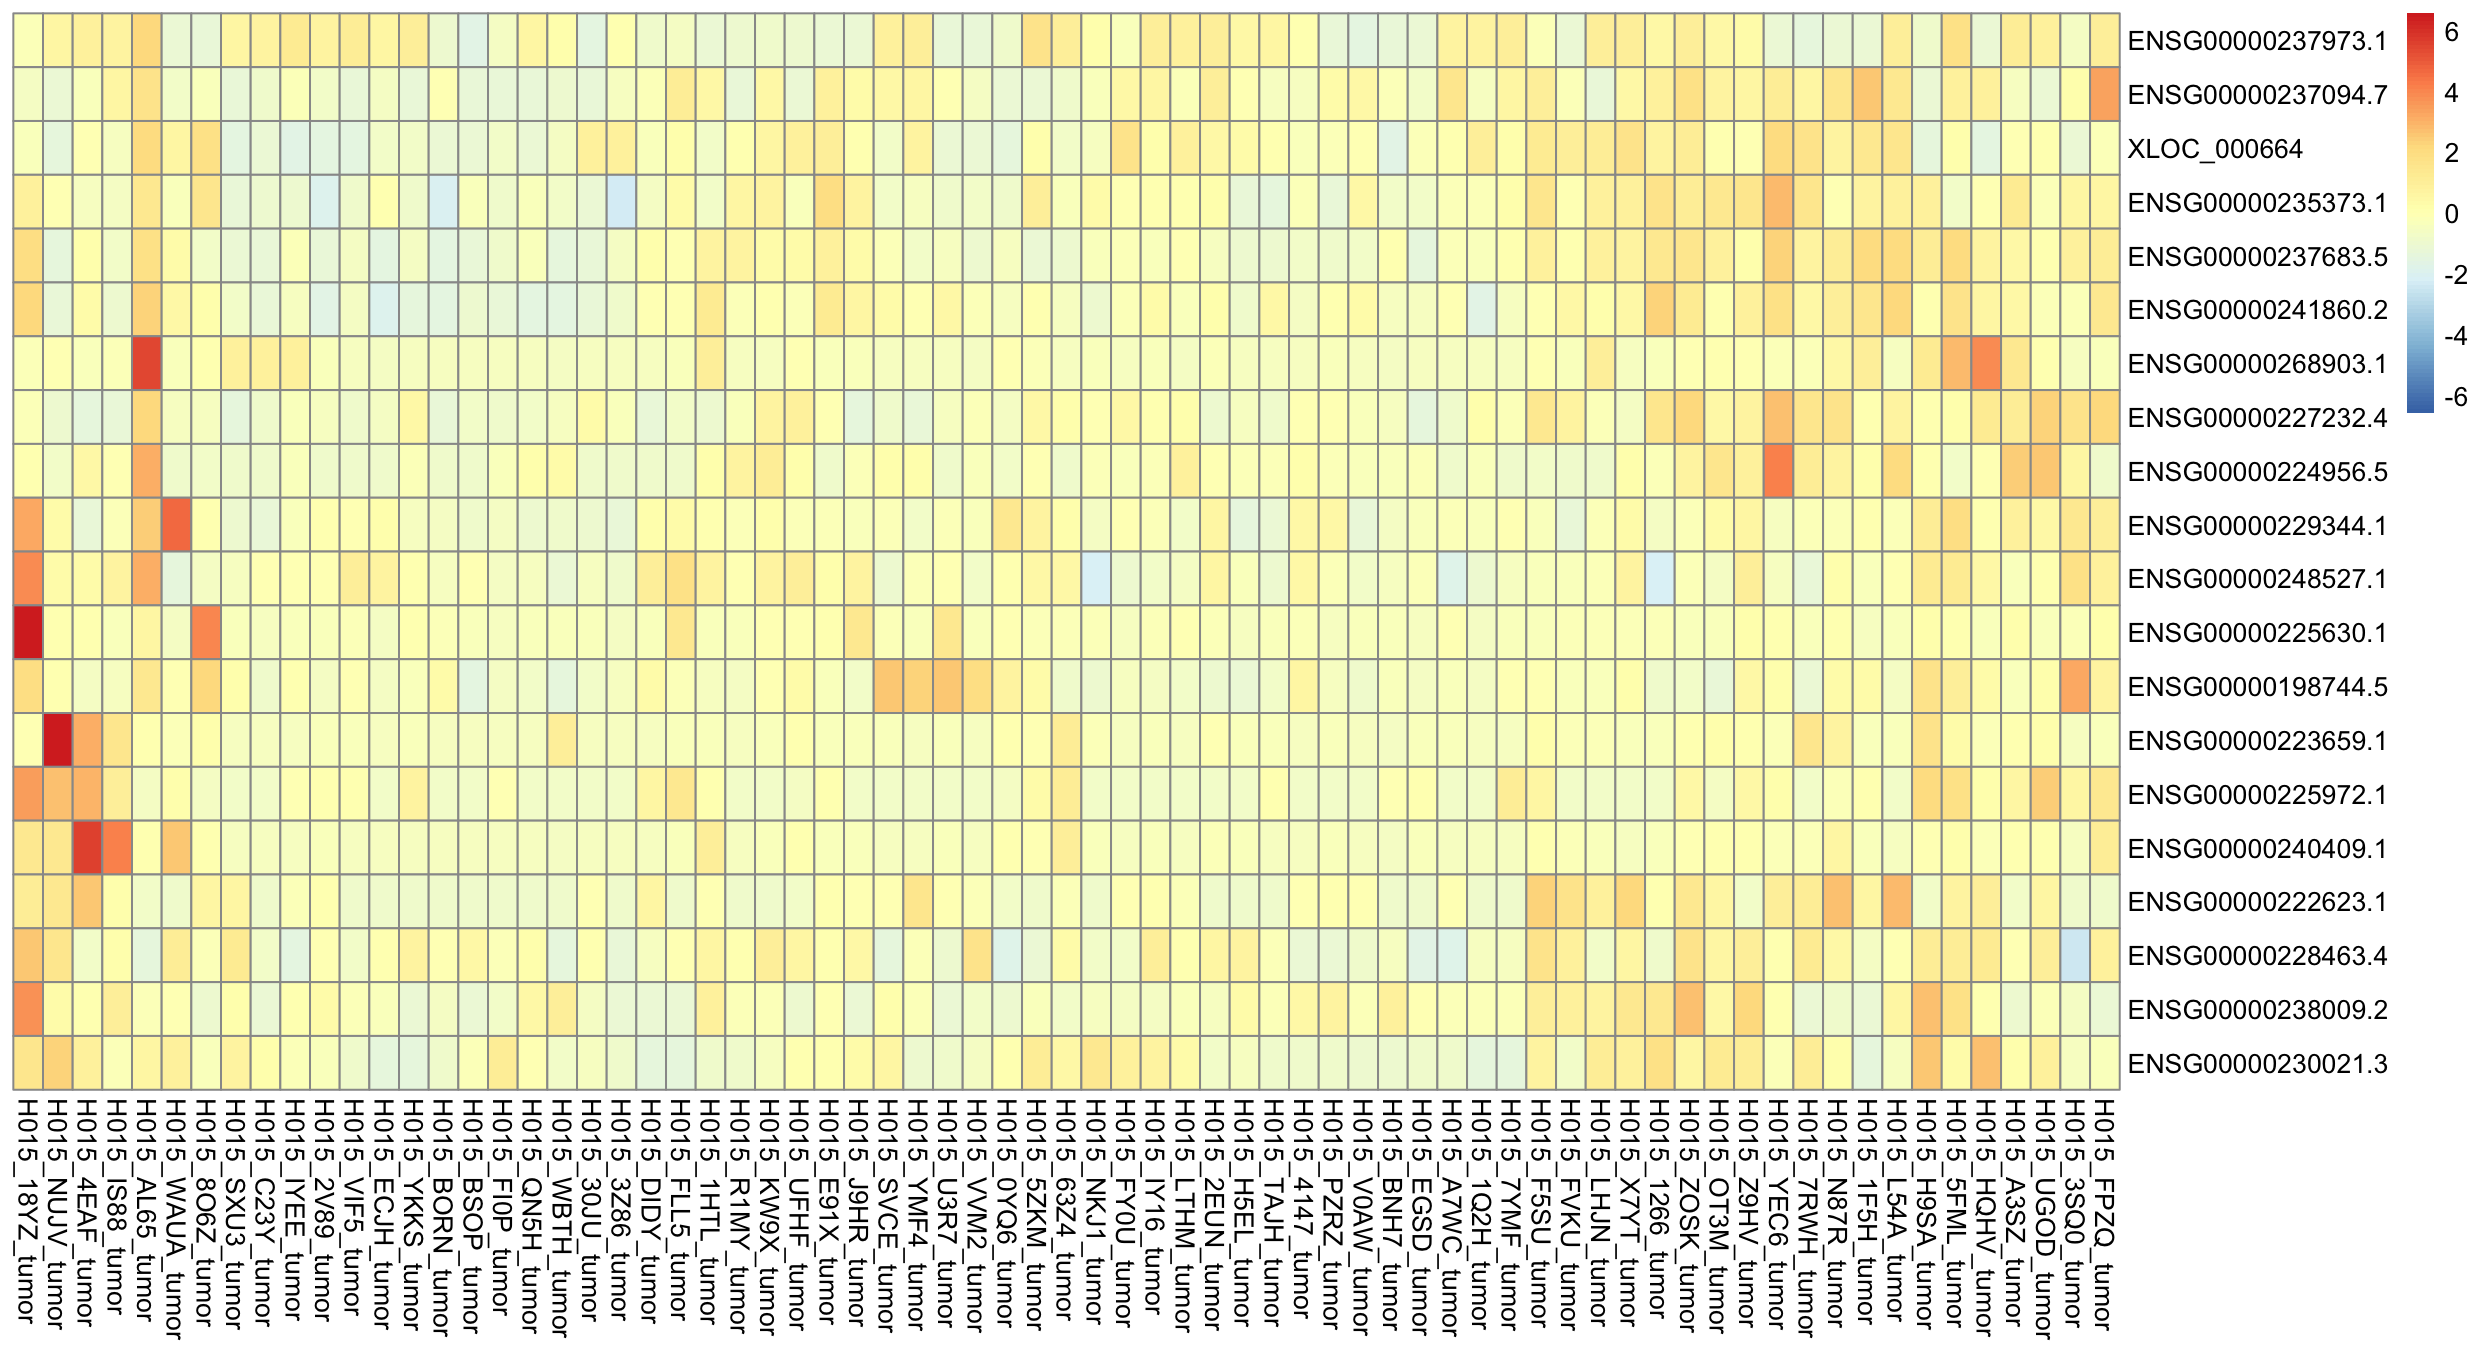 ENSG00000237973.1
ENSG00000237094.7
XLOC_000664
ENSG00000235373.1
ENSG00000237683.5
ENSG00000241860.2
ENSG00000268903.1
ENSG00000227232.4
ENSG00000224956.5
ENSG00000229344.1
ENSG00000248527.1
ENSG00000225630.1
ENSG00000198744.5
ENSG00000223659.1
ENSG00000225972.1
ENSG00000240409.1
ENSG00000222623.1
ENSG00000228463.4
ENSG00000238009.2
ENSG00000230021.3
6
4
2
0
-2
-4
-6
H015_18YZ_tumor
H015_NUJV_tumor
H015_4EAF_tumor
H015_IS88_tumor
H015_AL65_tumor
H015_WAUA_tumor
H015_8O6Z_tumor
H015_SXU3_tumor
H015_C23Y_tumor
H015_IYEE_tumor
H015_2V89_tumor
H015_VIF5_tumor
H015_ECJH_tumor
H015_YKKS_tumor
H015_BORN_tumor
H015_BSOP_tumor
H015_FI0P_tumor
H015_QN5H_tumor
H015_WBTH_tumor
H015_30JU_tumor
H015_3Z86_tumor
H015_DIDY_tumor
H015_FLL5_tumor
H015_1HTL_tumor
H015_R1MY_tumor
H015_KW9X_tumor
H015_UFHF_tumor
H015_E91X_tumor
H015_J9HR_tumor
H015_SVCE_tumor
H015_YMF4_tumor
H015_U3R7_tumor
H015_VVM2_tumor
H015_0YQ6_tumor
H015_5ZKM_tumor
H015_63Z4_tumor
H015_NKJ1_tumor
H015_FY0U_tumor
H015_IY16_tumor
H015_LTHM_tumor
H015_2EUN_tumor
H015_H5EL_tumor
H015_TAJH_tumor
H015_4147_tumor
H015_PZRZ_tumor
H015_V0AW_tumor
H015_BNH7_tumor
H015_EGSD_tumor
H015_A7WC_tumor
H015_1Q2H_tumor
H015_7YMF_tumor
H015_F5SU_tumor
H015_FVKU_tumor
H015_LHJN_tumor
H015_X7YT_tumor
H015_1266_tumor
H015_ZOSK_tumor
H015_OT3M_tumor
H015_Z9HV_tumor
H015_YEC6_tumor
H015_7RWH_tumor
H015_N87R_tumor
H015_1F5H_tumor
H015_L54A_tumor
H015_H9SA_tumor
H015_5FML_tumor
H015_HQHV_tumor
H015_A3SZ_tumor
H015_UGOD_tumor
H015_3SQ0_tumor
H015_FPZQ_tumor